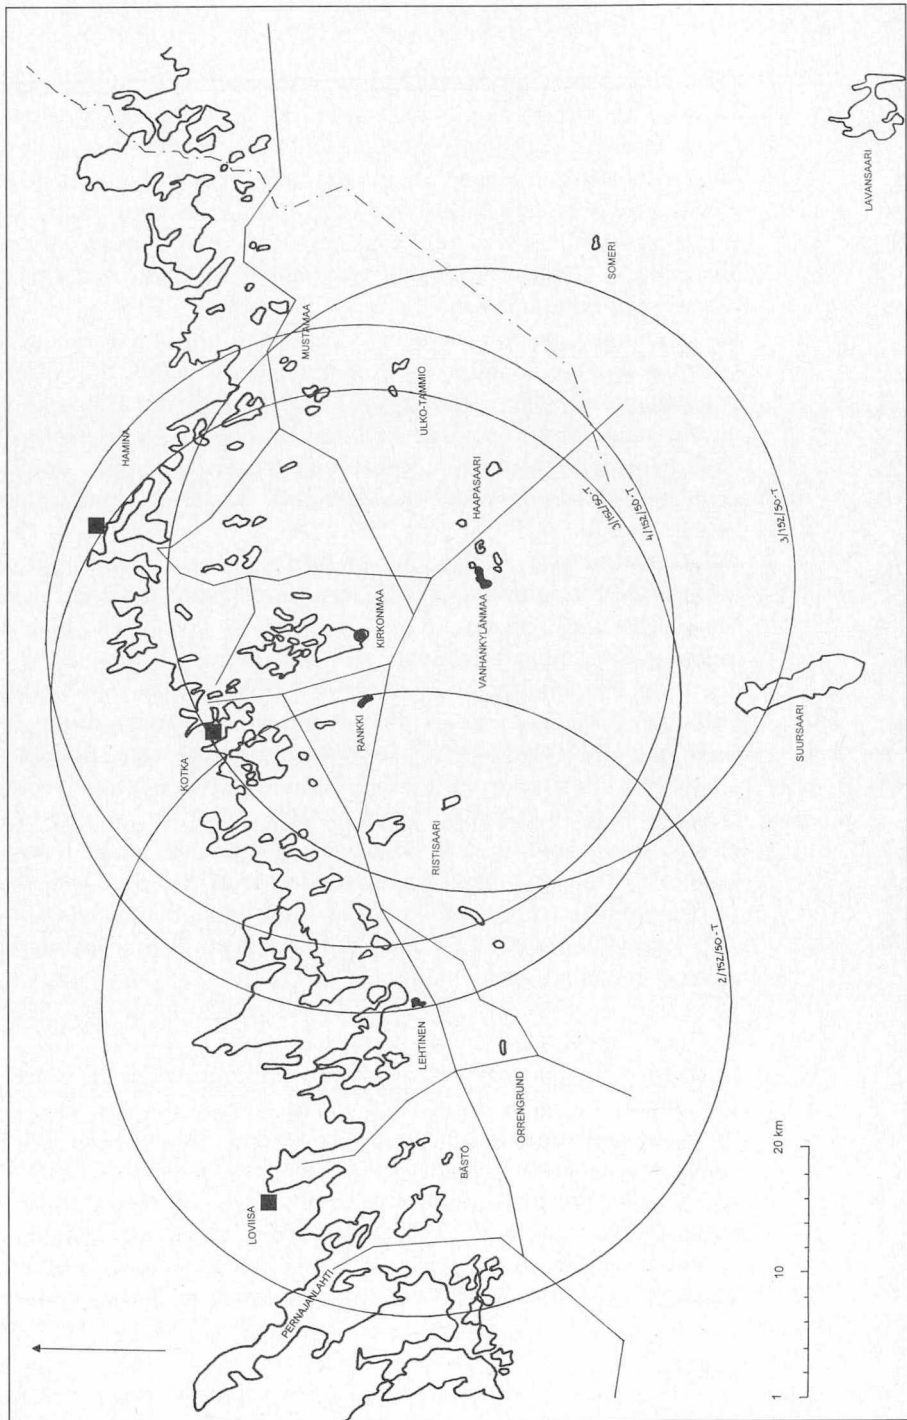 LAVANSAARI
SOMERI
MUSTAMAA
ULKO-TAMMIO
HAMINA
HAAPASAARI
3/152/50-T
4/152/50-T
3/152/50-T
VANHANKYLÄNMAA
KIRKONMAA
RANKKI
KOTKA
SUURSAARI
RISTISAARI
2/152/50-T
LEHTINEN
ORRENGRUND
BÄSTÖ
LOVIISA
PERNAJANLAHTI
1 10 20 km